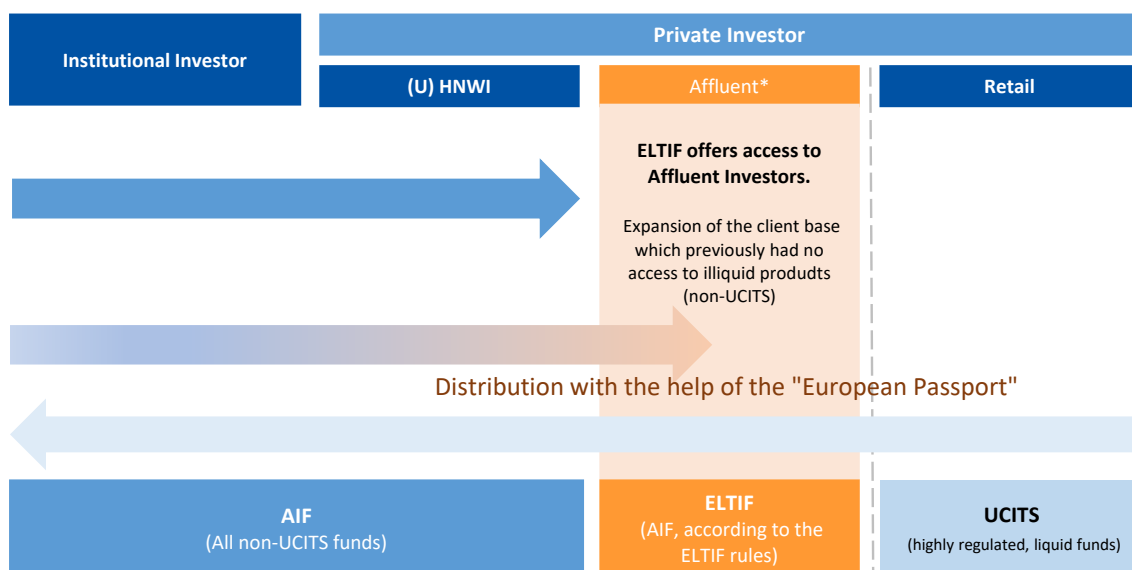 Institutional Investor
Private Investor
(U) HNWI
Affluent*
Retail
ELTIF offers access to
Affluent Investors.
Expansion of the client base
which previously had no
access to illiquid produdts
(non-UCITS)
Distribution with the help of the "European Passport"
AIF
(All non-UCITS funds)
ELTIF
(AIF, according to the
ELTIF rules)
UCITS
(highly regulated, liquid funds)